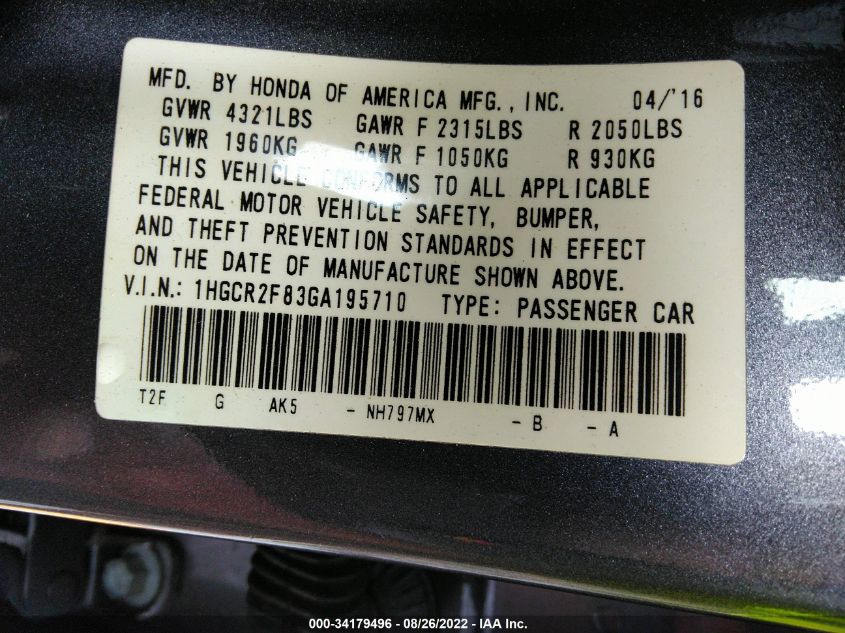 MFD. BY HONDA OF AMERICA MFG., INC. 04/'16
GVWR 4321LBS GAWR F 2315LBS R 2050LBS
GVWR 1960KG GAWR F 1050KG R 930KG
THIS VEHICLE CONFORMS TO ALL APPLICABLE
FEDERAL MOTOR VEHICLE SAFETY, BUMPER,
AND THEFT PREVENTION STANDARDS IN EFFECT
ON THE DATE OF MANUFACTURE SHOWN ABOVE.
V.I.N.: 1HGCR2F83GA195710 TYPE: PASSENGER CAR
T2F G AK5 - NH797MX - B - A
000-34179496 - 08/26/2022 - IAA Inc.